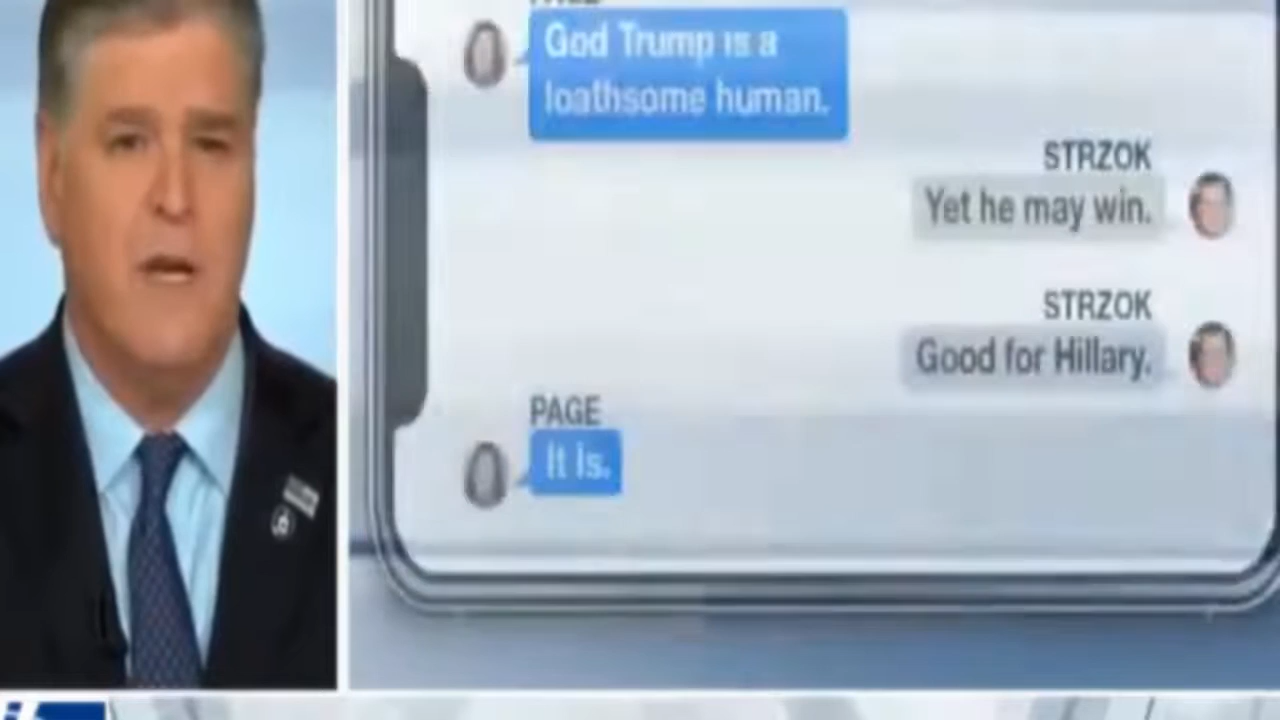 God Trump is a
loathsome human.
STRZOK
Yet he may win.
STRZOK
Good for Hillary.
PAGE
It is.